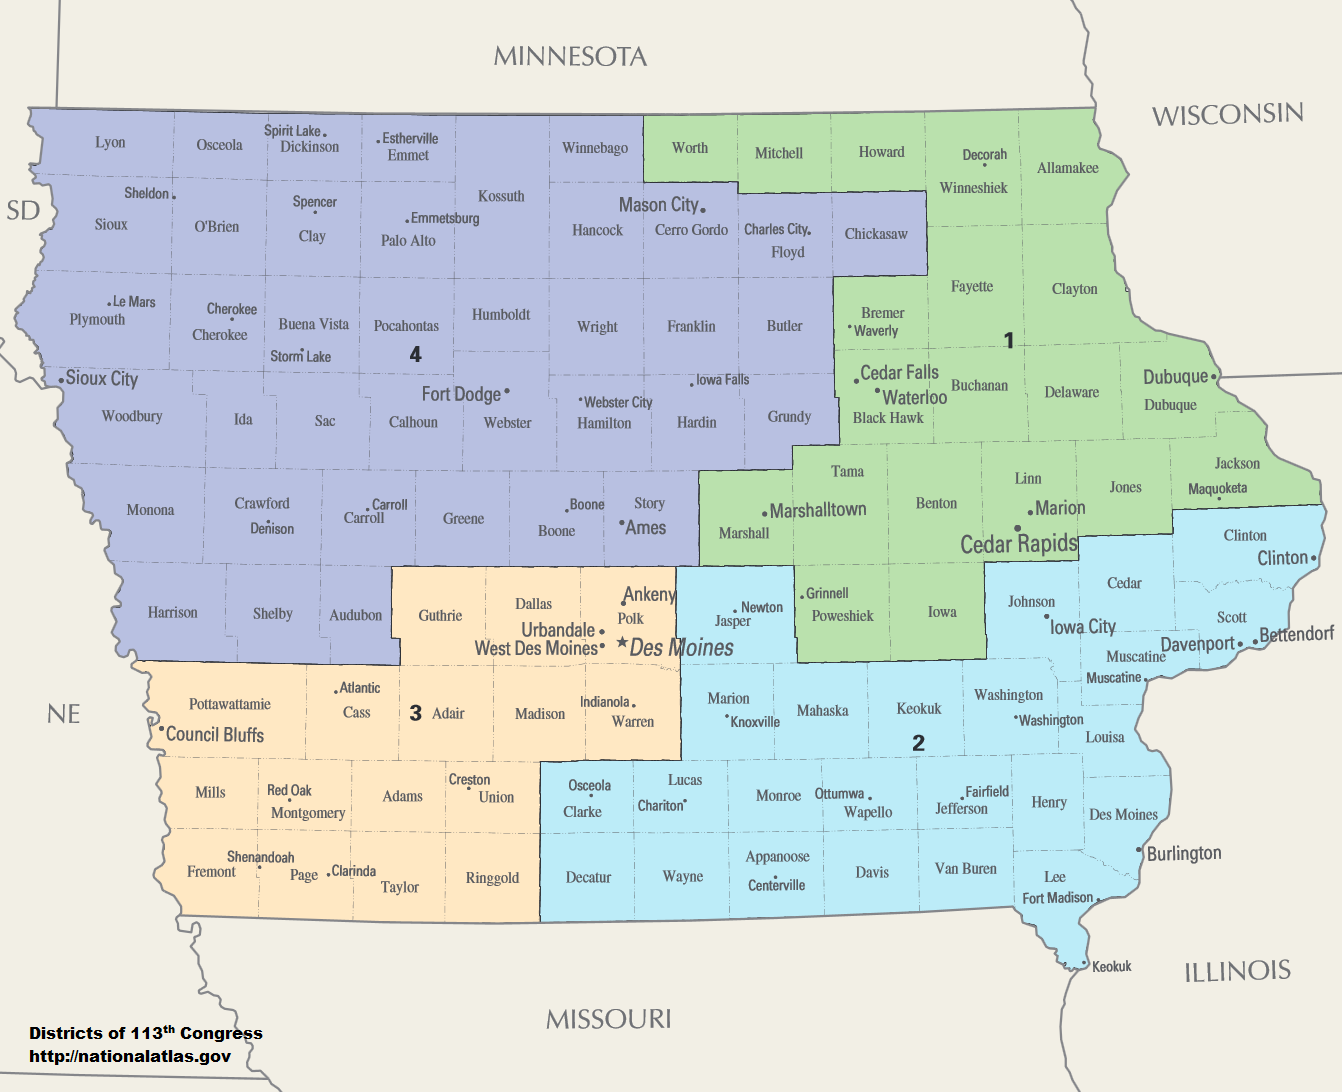 MINNESOTA
WISCONSIN
SD
NE
MISSOURI
ILLINOIS
Lyon
Osceola
Spirit Lake
Dickinson
Estherville
Emmet
Winnebago
Worth
Mitchell
Howard
Decorah
Winneshiek
Allamakee
Sheldon
Sioux
O'Brien
Spencer
Clay
Emmetsburg
Palo Alto
Kossuth
Hancock
Mason City
Cerro Gordo
Charles City
Floyd
Chickasaw
Fayette
Clayton
Le Mars
Plymouth
Cherokee
Cherokee
Buena Vista
Storm Lake
Pocahontas
4
Humboldt
Wright
Franklin
Butler
Bremer
Waverly
1
Sioux City
Woodbury
Ida
Sac
Calhoun
Fort Dodge
Webster
Webster City
Hamilton
Iowa Falls
Hardin
Grundy
Cedar Falls
Waterloo
Black Hawk
Buchanan
Delaware
Dubuque
Dubuque
Monona
Crawford
Denison
Carroll
Carroll
Greene
Boone
Boone
Story
Ames
Marshalltown
Marshall
Tama
Benton
Linn
Marion
Cedar Rapids
Jones
Jackson
Maquoketa
Harrison
Shelby
Audubon
Guthrie
Dallas
Ankeny
Polk
Urbandale
West Des Moines
Des Moines
Newton
Jasper
Grinnell
Poweshiek
Iowa
Johnson
Iowa City
Cedar
Clinton
Clinton
Scott
Davenport
Bettendorf
Muscatine
Muscatine
Pottawattamie
Council Bluffs
Atlantic
Cass
3
Adair
Madison
Indianola
Warren
Marion
Knoxville
Mahaska
Keokuk
2
Washington
Washington
Louisa
Mills
Red Oak
Montgomery
Adams
Creston
Union
Osceola
Clarke
Lucas
Chariton
Monroe
Ottumwa
Wapello
Fairfield
Jefferson
Henry
Des Moines
Burlington
Fremont
Shenandoah
Page
Clarinda
Taylor
Ringgold
Decatur
Wayne
Appanoose
Centerville
Davis
Van Buren
Lee
Fort Madison
Keokuk
Districts of 113th Congress
http://nationalatlas.gov